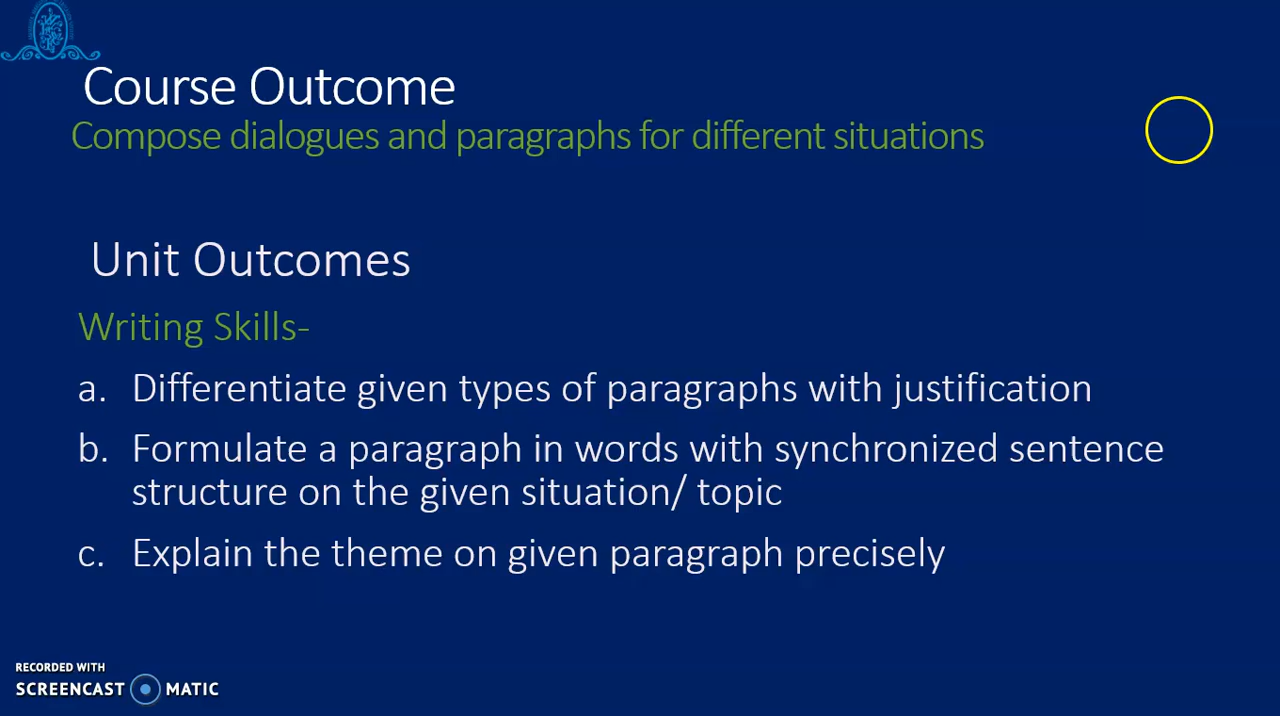 Course Outcome
Compose dialogues and paragraphs for different situations
Unit Outcomes
Writing Skills-
a. Differentiate given types of paragraphs with justification
b. Formulate a paragraph in words with synchronized sentence
structure on the given situation/ topic
c. Explain the theme on given paragraph precisely
RECORDED WITH
SCREENCAST MATIC